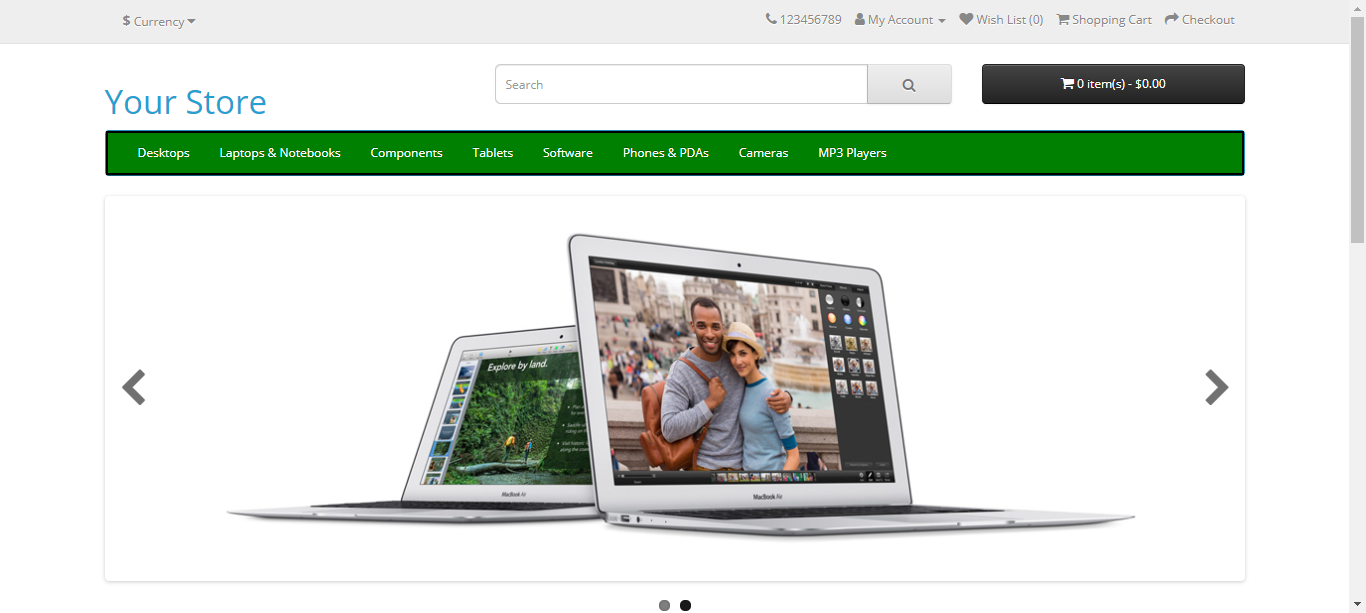 $ Currency
123456789 My Account Wish List (0) Shopping Cart Checkout
Your Store
Search
0 item(s) - $0.00
Desktops Laptops & Notebooks Components Tablets Software Phones & PDAs Cameras MP3 Players
Explore by land.
MacBook Air
MacBook Air